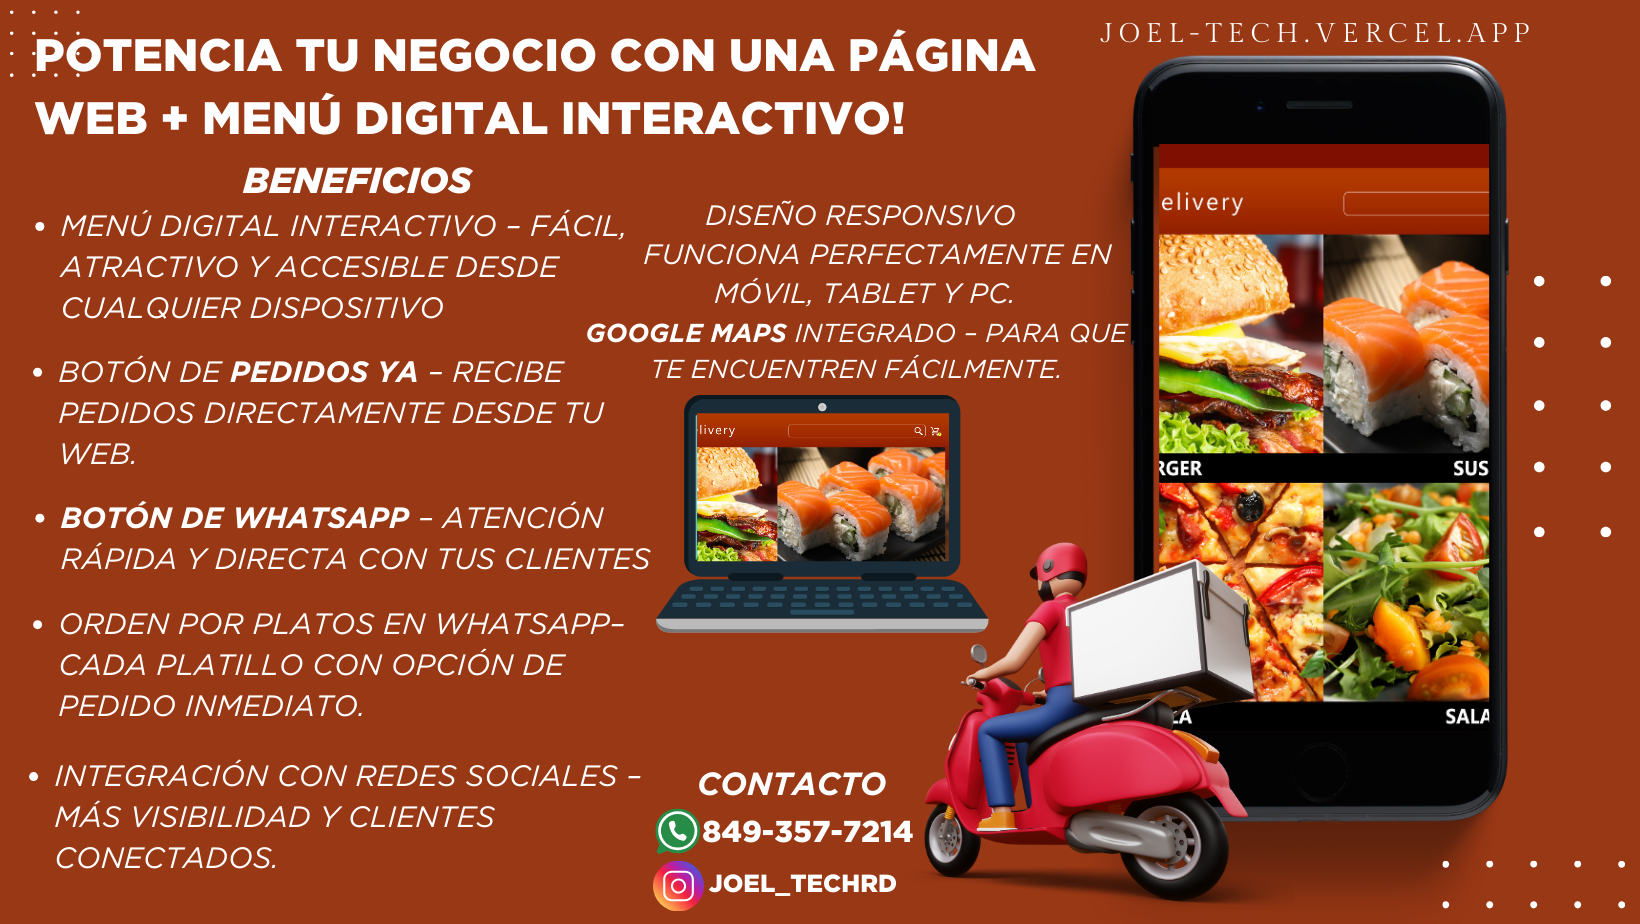 JOEL-TECH.VERCEL.APP
POTENCIA TU NEGOCIO CON UNA PÁGINA
WEB + MENÚ DIGITAL INTERACTIVO!
BENEFICIOS
• MENÚ DIGITAL INTERACTIVO – FÁCIL,
ATRACTIVO Y ACCESIBLE DESDE
CUALQUIER DISPOSITIVO
• BOTÓN DE PEDIDOS YA – RECIBE
PEDIDOS DIRECTAMENTE DESDE TU
WEB.
• BOTÓN DE WHATSAPP – ATENCIÓN
RÁPIDA Y DIRECTA CON TUS CLIENTES
• ORDEN POR PLATOS EN WHATSAPP–
CADA PLATILLO CON OPCIÓN DE
PEDIDO INMEDIATO.
• INTEGRACIÓN CON REDES SOCIALES –
MÁS VISIBILIDAD Y CLIENTES
CONECTADOS.
DISEÑO RESPONSIVO
FUNCIONA PERFECTAMENTE EN
MÓVIL, TABLET Y PC.
GOOGLE MAPS INTEGRADO – PARA QUE
TE ENCUENTREN FÁCILMENTE.
livery
CONTACTO
849-357-7214
JOEL_TECHRD
elivery
RGER
SUS
ZA
SALA